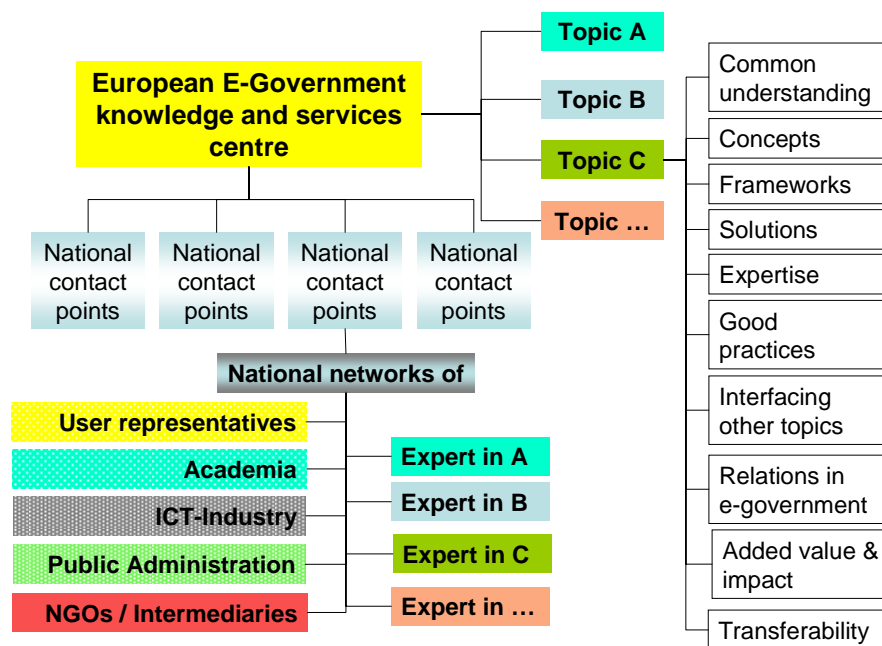 European E-Government
knowledge and services
centre
Topic A
Topic B
Topic C
Topic …
Common
understanding
Concepts
Frameworks
Solutions
Expertise
Good
practices
Interfacing
other topics
Relations in
e-government
Added value &
impact
Transferability
National
contact
points
National
contact
points
National
contact
points
National
contact
points
National networks of
User representatives
Academia
ICT-Industry
Public Administration
NGOs / Intermediaries
Expert in A
Expert in B
Expert in C
Expert in …